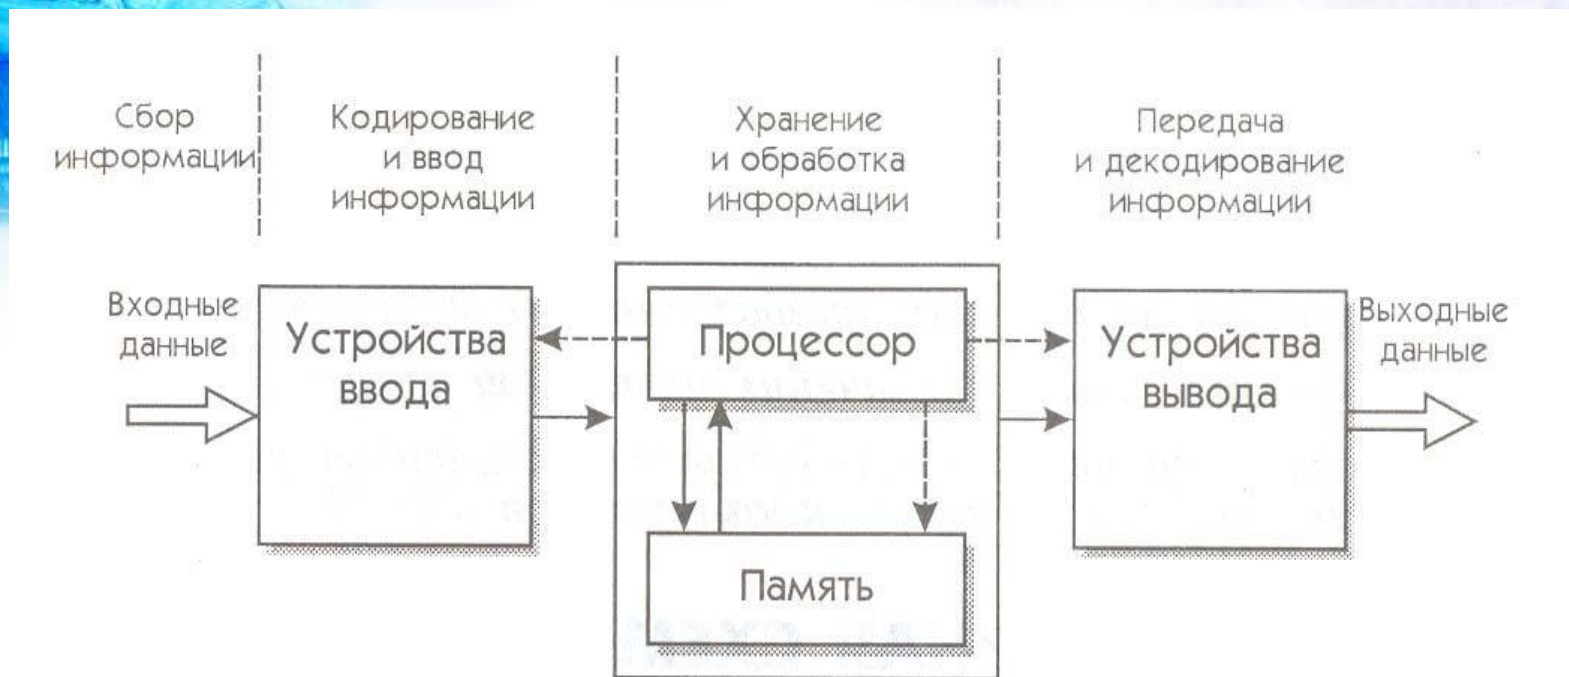 Сбор
информации
Кодирование
и ввод
информации
Хранение
и обработка
информации
Передача
и декодирование
информации
Входные
данные
Устройства
ввода
Процессор
Память
Устройства
вывода
Выходные
данные